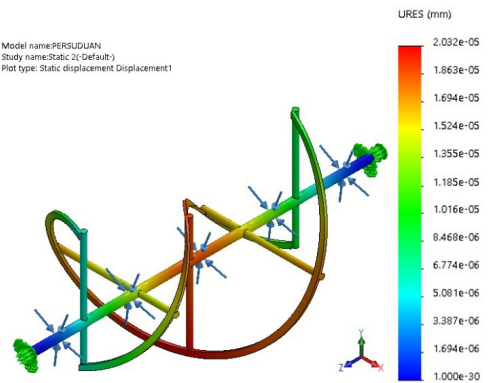 URES (mm)
Model name:PERSUDUAN
Study name:Static 2(-Default-)
Plot type: Static displacement Displacement1
2.032e-05
1.863e-05
1.694e-05
1.524e-05
1.355e-05
1.185e-05
1.016e-05
8.468e-06
6.774e-06
5.081e-06
3.387e-06
1.694e-06
1.000e-30
Y
Z
X